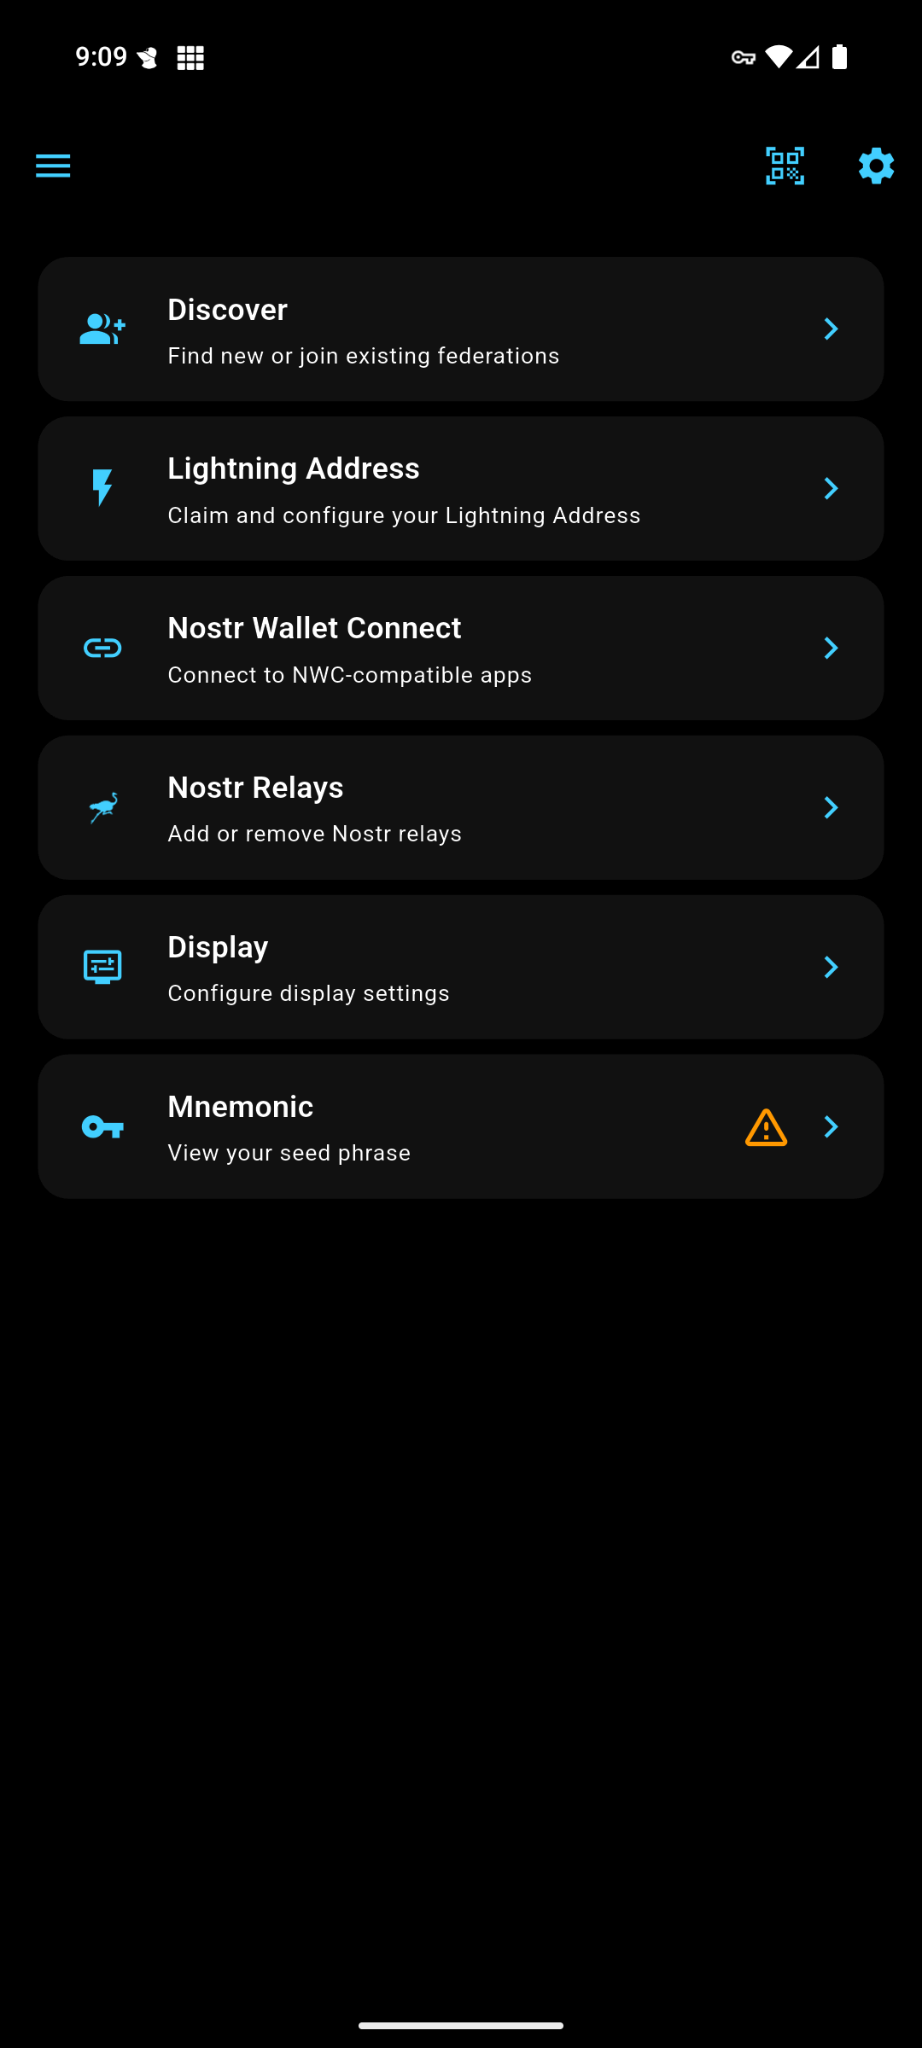 9:09
Discover
Find new or join existing federations
Lightning Address
Claim and configure your Lightning Address
Nostr Wallet Connect
Connect to NWC-compatible apps
Nostr Relays
Add or remove Nostr relays
Display
Configure display settings
Mnemonic
View your seed phrase